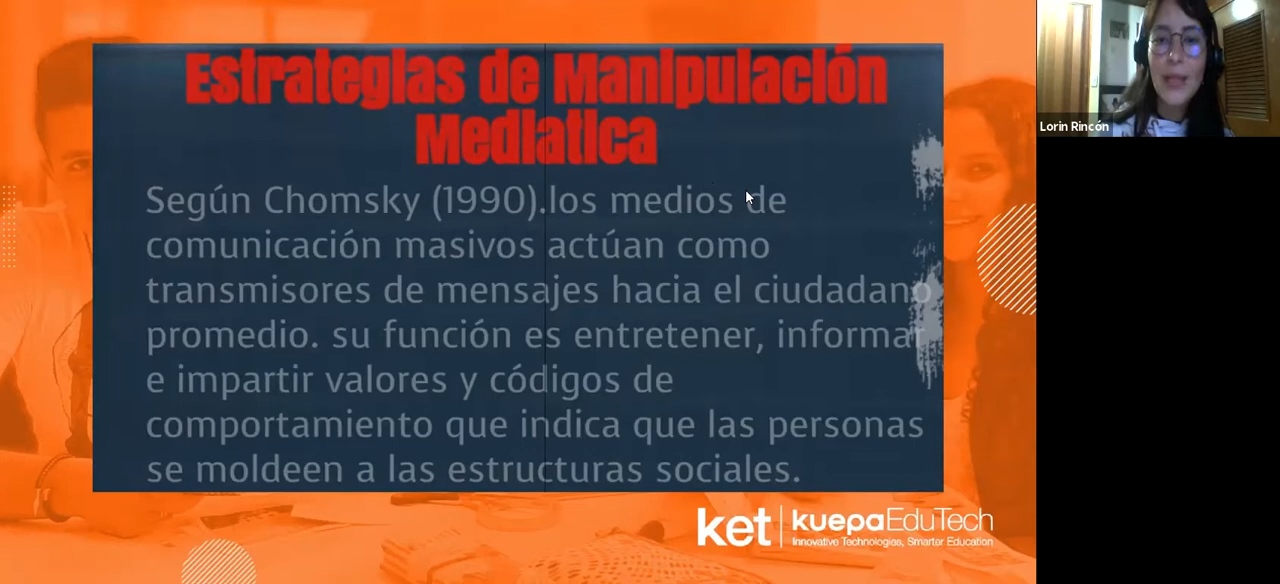 Estrategias de Manipulación
Mediatica
Según Chomsky (1990).los medios de
comunicación masivos actúan como
transmisores de mensajes hacia el ciudadano
promedio. su función es entretener, informar
e impartir valores y códigos de
comportamiento que indica que las personas
se moldeen a las estructuras sociales.
ket kuepaEduTech
Innovative Technologies, Smarter Education
Lorin Rincón